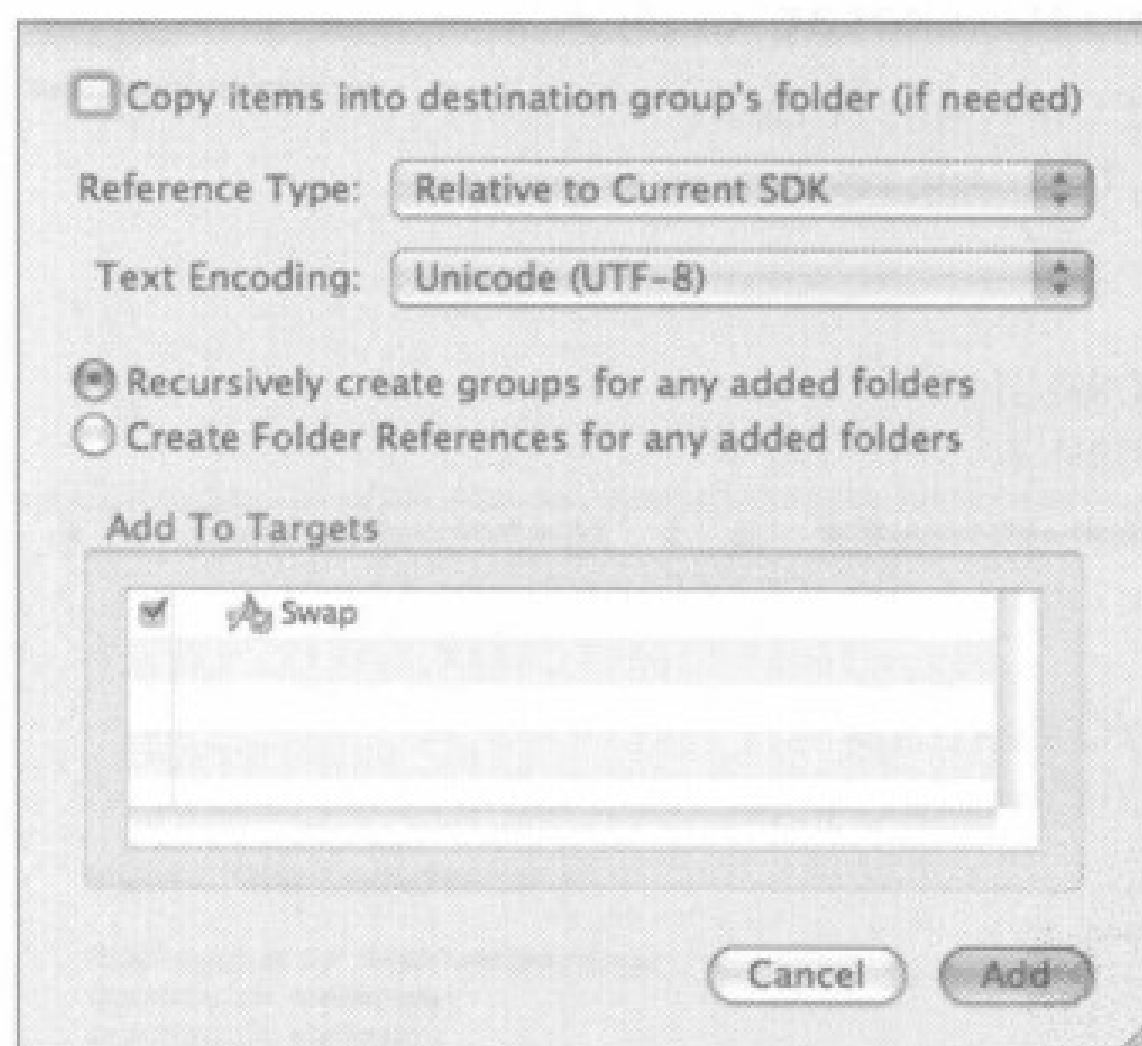 Copy items into destination group's folder (if needed)
Reference Type: Relative to Current SDK
Text Encoding: Unicode (UTF-8)
Recursively create groups for any added folders
Create Folder References for any added folders
Add To Targets
Swap
Cancel
Add